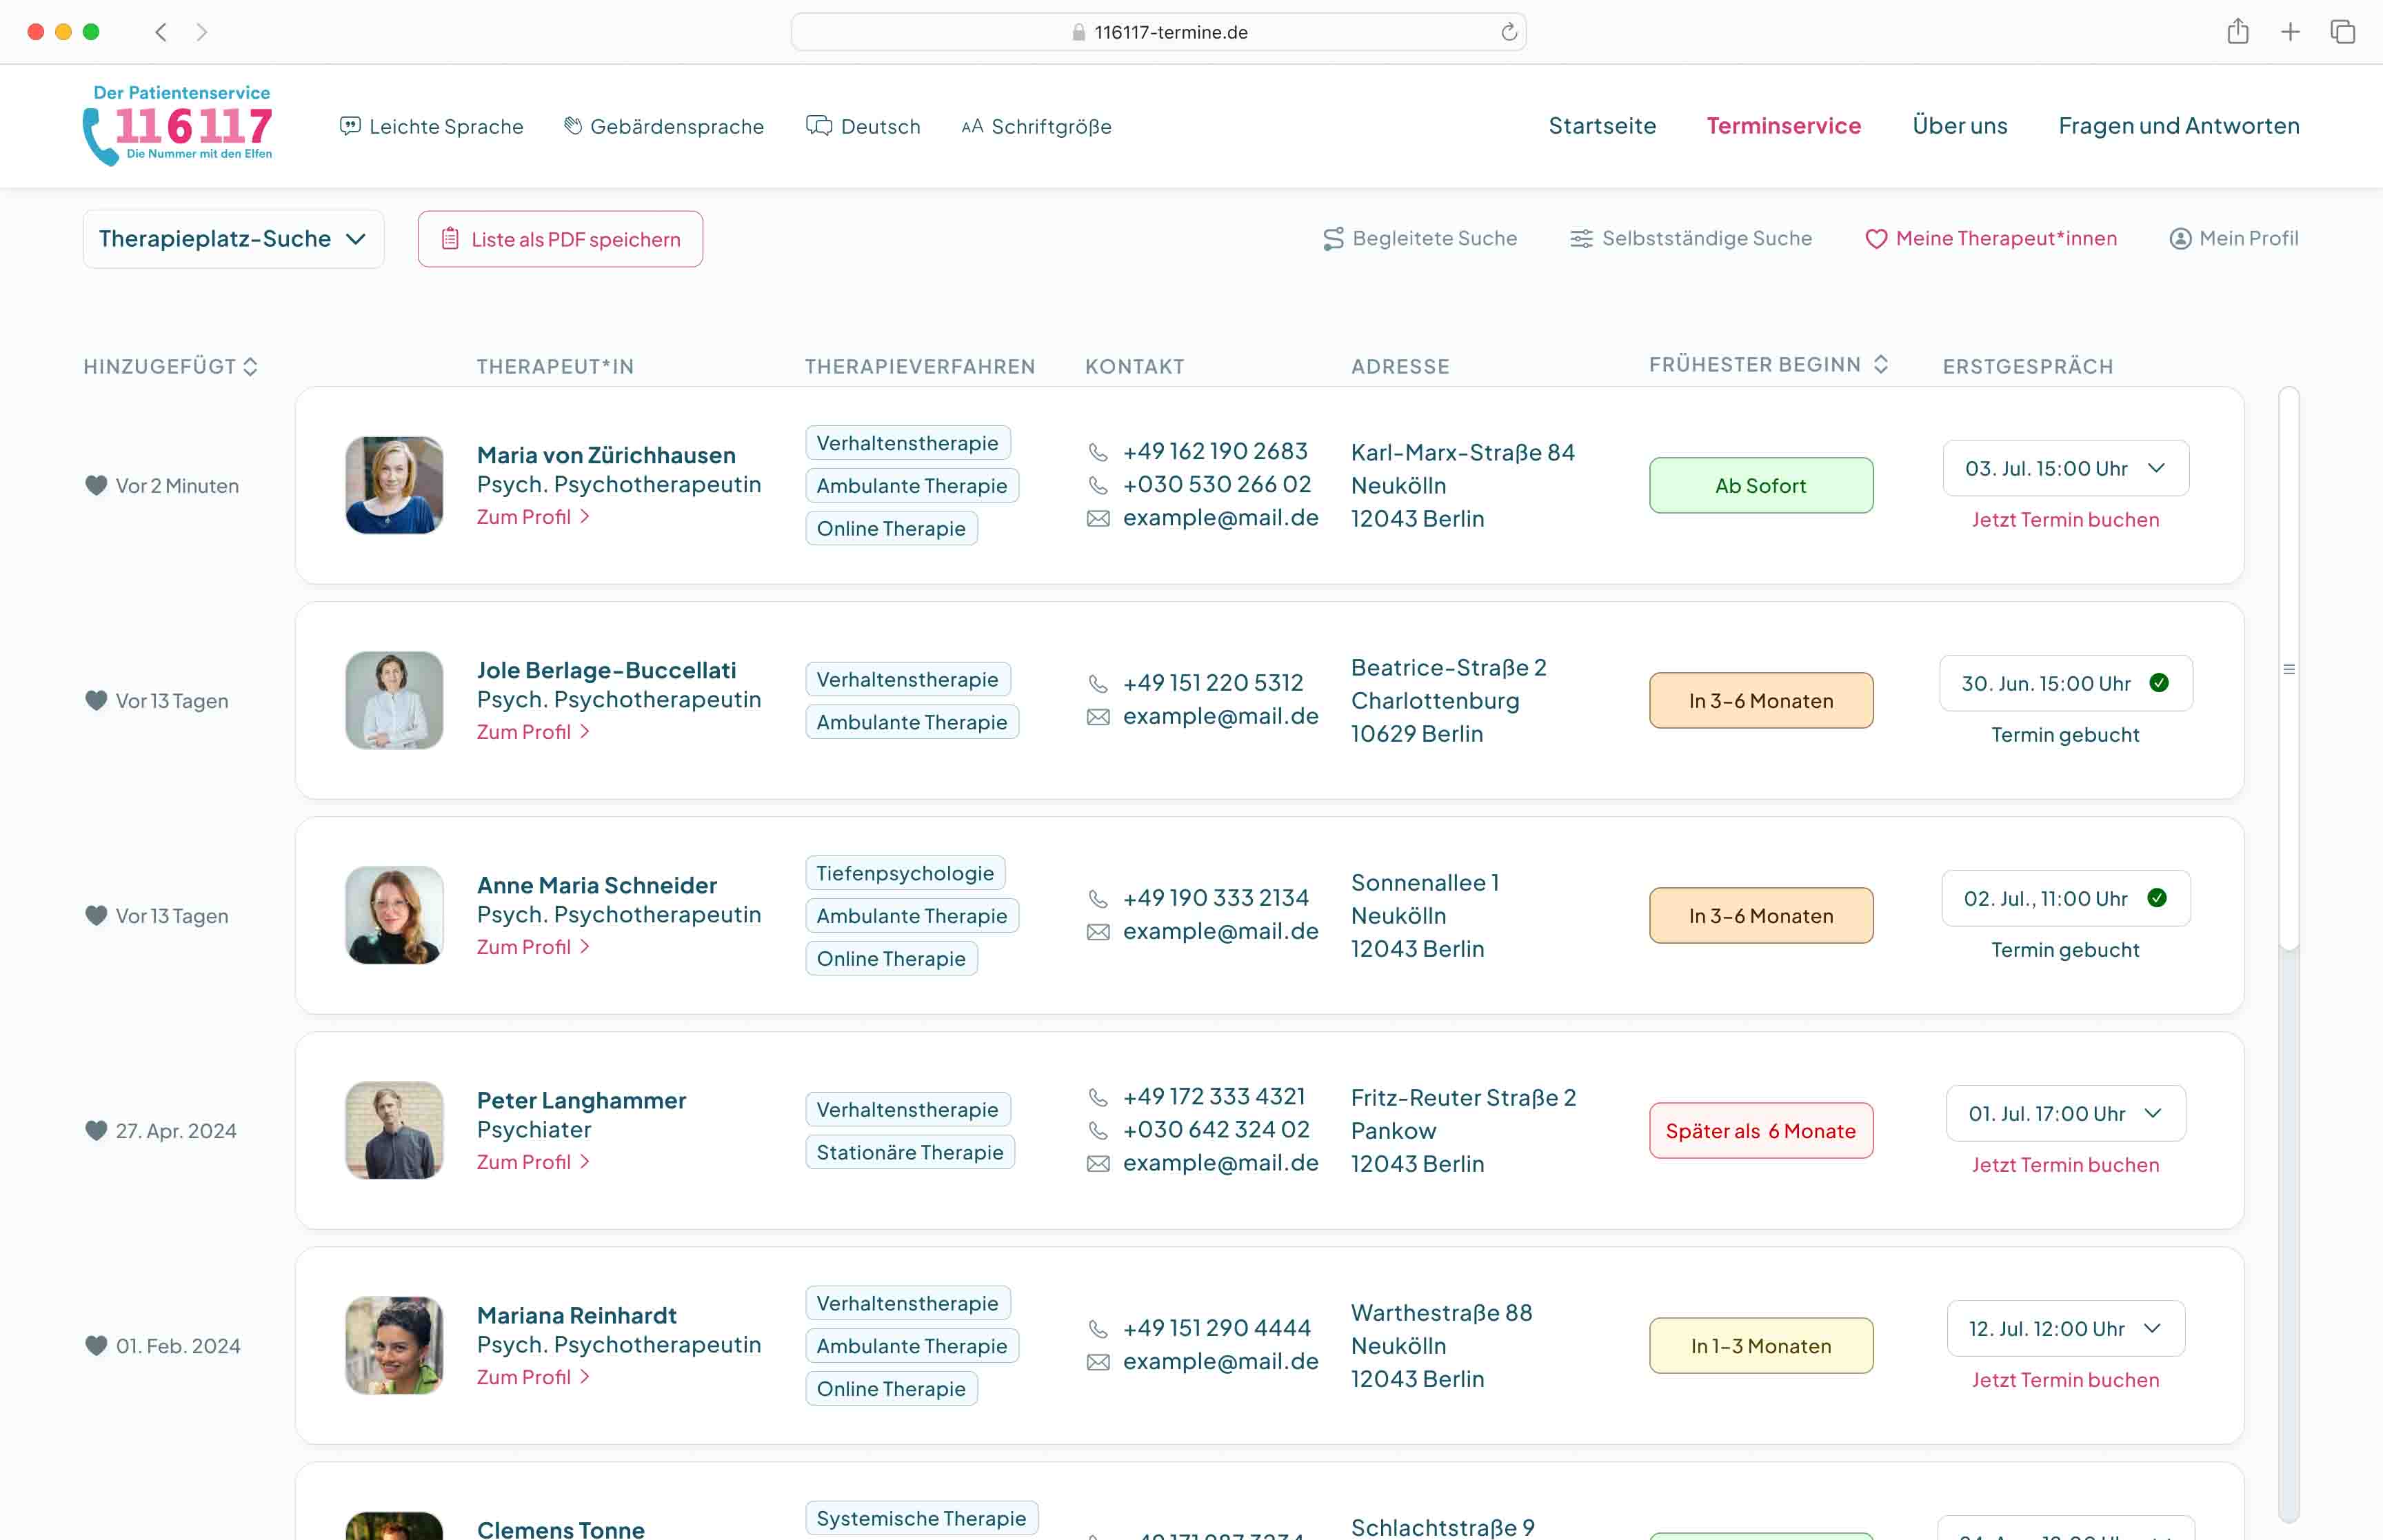 116117-termine.de
Der Patientenservice
116117
Die Nummer mit den Elfen
Leichte Sprache
Gebärdensprache
Deutsch
AA Schriftgröße
Startseite
Terminservice
Über uns
Fragen und Antworten
Therapieplatz-Suche
Liste als PDF speichern
Begleitete Suche
Selbstständige Suche
Meine Therapeut*innen
Mein Profil
HINZUGEFÜGT
THERAPEUT*IN
THERAPIEVERFAHREN
KONTAKT
ADRESSE
FRÜHESTER BEGINN
ERSTGESPRÄCH
Vor 2 Minuten
Maria von Zürichhausen
Psych. Psychotherapeutin
Zum Profil
Verhaltenstherapie
Ambulante Therapie
Online Therapie
+49 162 190 2683
+030 530 266 02
example@mail.de
Karl-Marx-Straße 84
Neukölln
12043 Berlin
Ab Sofort
03. Jul. 15:00 Uhr
Jetzt Termin buchen
Vor 13 Tagen
Jole Berlage-Buccellati
Psych. Psychotherapeutin
Zum Profil
Verhaltenstherapie
Ambulante Therapie
+49 151 220 5312
example@mail.de
Beatrice-Straße 2
Charlottenburg
10629 Berlin
In 3-6 Monaten
30. Jun. 15:00 Uhr
Termin gebucht
Vor 13 Tagen
Anne Maria Schneider
Psych. Psychotherapeutin
Zum Profil
Tiefenpsychologie
Ambulante Therapie
Online Therapie
+49 190 333 2134
example@mail.de
Sonnenallee 1
Neukölln
12043 Berlin
In 3-6 Monaten
02. Jul., 11:00 Uhr
Termin gebucht
27. Apr. 2024
Peter Langhammer
Psychiater
Zum Profil
Verhaltenstherapie
Stationäre Therapie
+49 172 333 4321
+030 642 324 02
example@mail.de
Fritz-Reuter Straße 2
Pankow
12043 Berlin
Später als 6 Monate
01. Jul. 17:00 Uhr
Jetzt Termin buchen
01. Feb. 2024
Mariana Reinhardt
Psych. Psychotherapeutin
Zum Profil
Verhaltenstherapie
Ambulante Therapie
Online Therapie
+49 151 290 4444
example@mail.de
Warthestraße 88
Neukölln
12043 Berlin
In 1-3 Monaten
12. Jul. 12:00 Uhr
Jetzt Termin buchen
Clemens Tonne
Systemische Therapie
Schlachtstraße 9